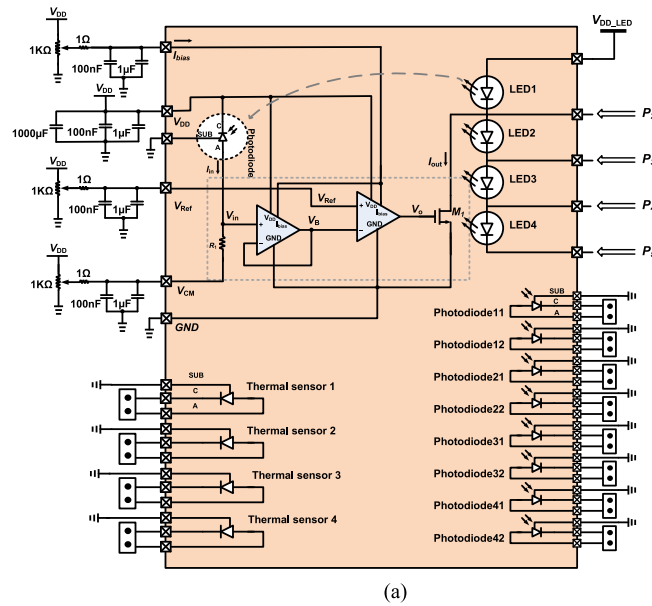 VDD
1Ω
1KΩ
100nF
1μF
Ibias
VDD
1000μF
100nF
1μF
VDD
SUB
C
A
Photodiode
Iin
VDD
1KΩ
1Ω
100nF
1μF
VRef
Vin
R1
VDD
Ibias
GND
VB
VRef
VDD
Ibias
GND
Vo
M1
Iout
VDD
1KΩ
1Ω
100nF
1μF
VCM
GND
VDD_LED
LED1
LED2
LED3
LED4
P
P
P
P
SUB
C
A
Photodiode11
Photodiode12
Photodiode21
Photodiode22
Photodiode31
Photodiode32
Photodiode41
Photodiode42
SUB
C
A
Thermal sensor 1
Thermal sensor 2
Thermal sensor 3
Thermal sensor 4
(a)